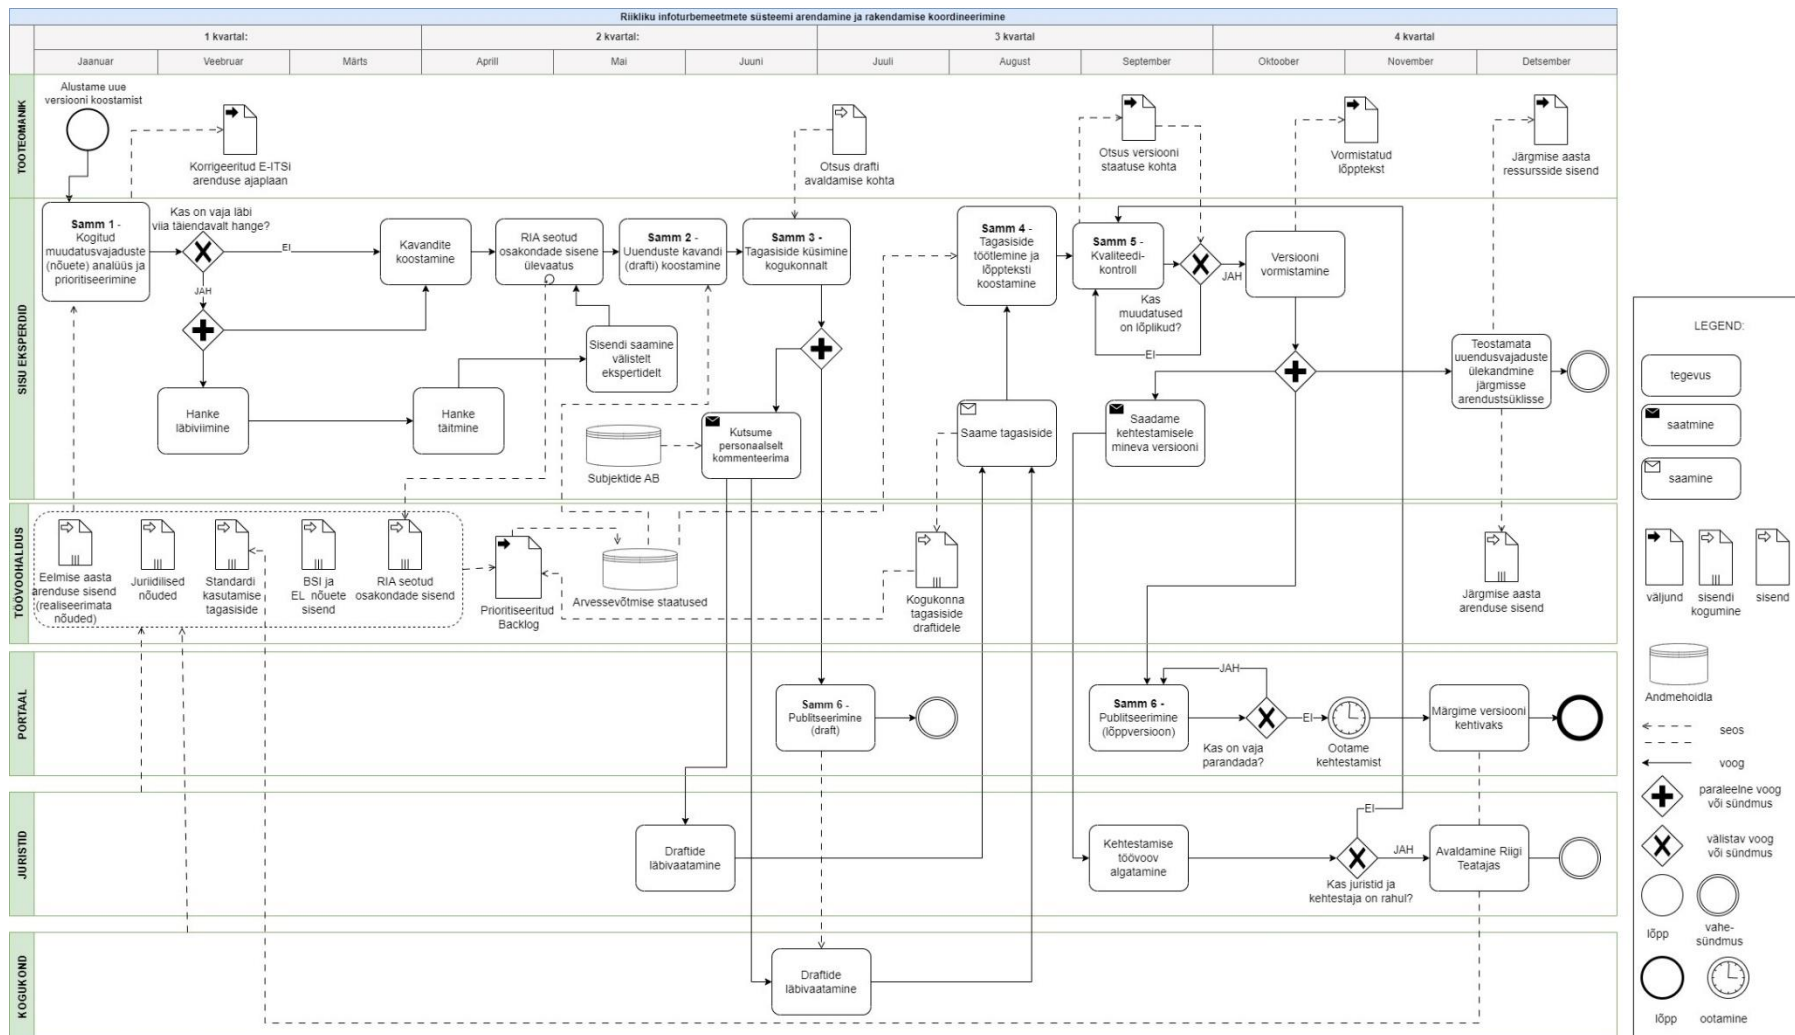 Riikliku infoturbemeetmete süsteemi arendamine ja rakendamise koordineerimine
1 kvartal:
2 kvartal:
3 kvartal
4 kvartal
Jaanuar
Veebruar
Märts
Aprill
Mai
Juuni
Juuli
August
September
Oktoober
November
Detsember
TOOTEOMANIK
Alustame uue
versiooni koostamist
Korrigeeritud E-ITSi
arenduse ajaplaan
Otsus drafti
avaldamise kohta
Otsus versiooni
staatuse kohta
Vormistatud
lõpptekst
Järgmise aasta
ressursside sisend
SISU EKSPERDID
Samm 1 -
Kogitud
muudatusvajaduste
(nõuete) analüüs ja
prioritiseerimine
Kas on vaja läbi
viia täiendavalt hange?
EI
JAH
Kavandite
koostamine
RIA seotud
osakondade sisene
ülevaatus
Samm 2 -
Uuenduste kavandi
(drafti) koostamine
Samm 3 -
Tagasiside küsimine
kogukonnalt
Samm 4 -
Tagasiside
töötlemine ja
lõppteksti
koostamine
Samm 5 -
Kvaliteedi-
kontroll
JAH
Kas
muudatused
on lõplikud?
EI
Versiooni
vormistamine
Hanke
läbiviimine
Hanke
täitmine
Sisendi saamine
välistelt
ekspertidelt
Subjektide AB
Kutsume
personaalselt
kommenteerima
Saame tagasiside
Saadame
kehtestamisele
mineva versiooni
Teostamata
uuendusvajaduste
ülekandmine
järgmisse
arendustsüklisse
TÖÖVOOHALDUS
Eelmise aasta
arenduse sisend
(realiseerimata
nõuded)
Juriidilised
nõuded
Standardi
kasutamise
tagasiside
BSI ja
EL nõuete
sisend
RIA seotud
osakondade sisend
Prioritiseeritud
Backlog
Arvessevõtmise staatused
Kogukonna
tagasiside
draftidele
Järgmise aasta
arenduse sisend
PORTAAL
Samm 6 -
Publitseerimine
(draft)
Samm 6 -
Publitseerimine
(lõppversioon)
JAH
Kas on vaja
parandada?
EI
Ootame
kehtestamist
Märgime versiooni
kehtivaks
JURISTID
Draftide
läbivaatamine
Kehtestamise
töövoov
algatamine
EI
JAH
Kas juristid ja
kehtestaja on rahul?
Avaldamine Riigi
Teatajas
KOGUKOND
Draftide
läbivaatamine
LEGEND:
tegevus
saatmine
saamine
väljund
sisendi
kogumine
sisend
Andmehoidla
seos
voog
paraleelne voog
või sündmus
välistav voog
või sündmus
lõpp
vahe-
sündmus
lõpp
ootamine